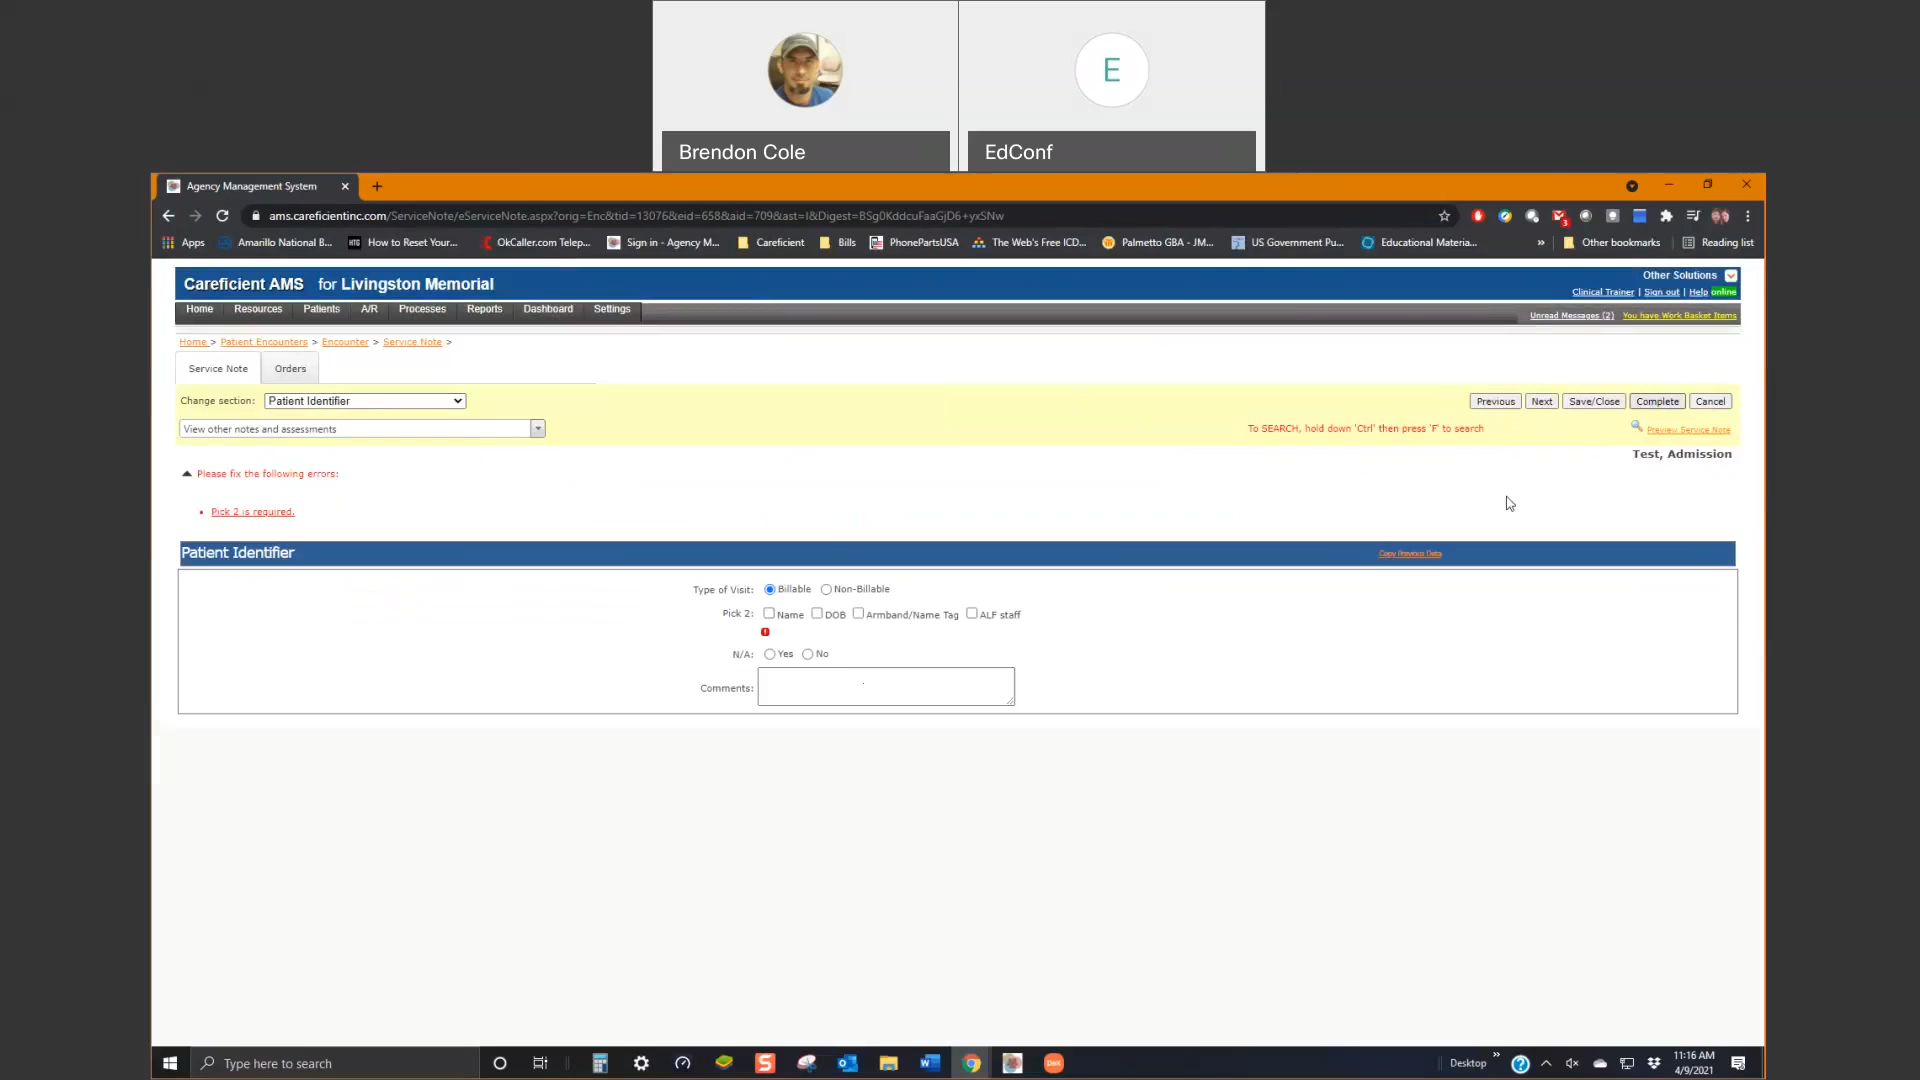 E
Brendon Cole
EdConf
Agency Management System
ams.careficientinc.com/ServiceNote/eServiceNote.aspx?orig=Enc&tid=13076&eid=658&aid=709&ast=I&Digest=BSg0KddcuFaaGjD6+yxSNw
3
Apps Amarillo National B... How to Reset Your... OkCaller.com Telep... Sign in - Agency M... Careficient Bills PhonePartsUSA The Web's Free ICD... Palmetto GBA - JM... US Government Pu... Educational Materia... » Other bookmarks Reading list
Careficient AMS for Livingston Memorial
Other Solutions
Clinical Trainer | Sign out | Help online
Home Resources Patients A/R Processes Reports Dashboard Settings
Unread Messages (2) You have Work Basket Items
Home > Patient Encounters > Encounter > Service Note >
Service Note Orders
Change section: Patient Identifier
Previous Next Save/Close Complete Cancel
View other notes and assessments
To SEARCH, hold down 'Ctrl' then press 'F' to search
Preview Service Note
Test, Admission
Please fix the following errors:
Pick 2 is required.
Patient Identifier
Copy Previous Data
Type of Visit: Billable Non-Billable
Pick 2: Name DOB Armband/Name Tag ALF staff
N/A: Yes No
Comments: .
Type here to search
Desktop »
11:16 AM
4/9/2021